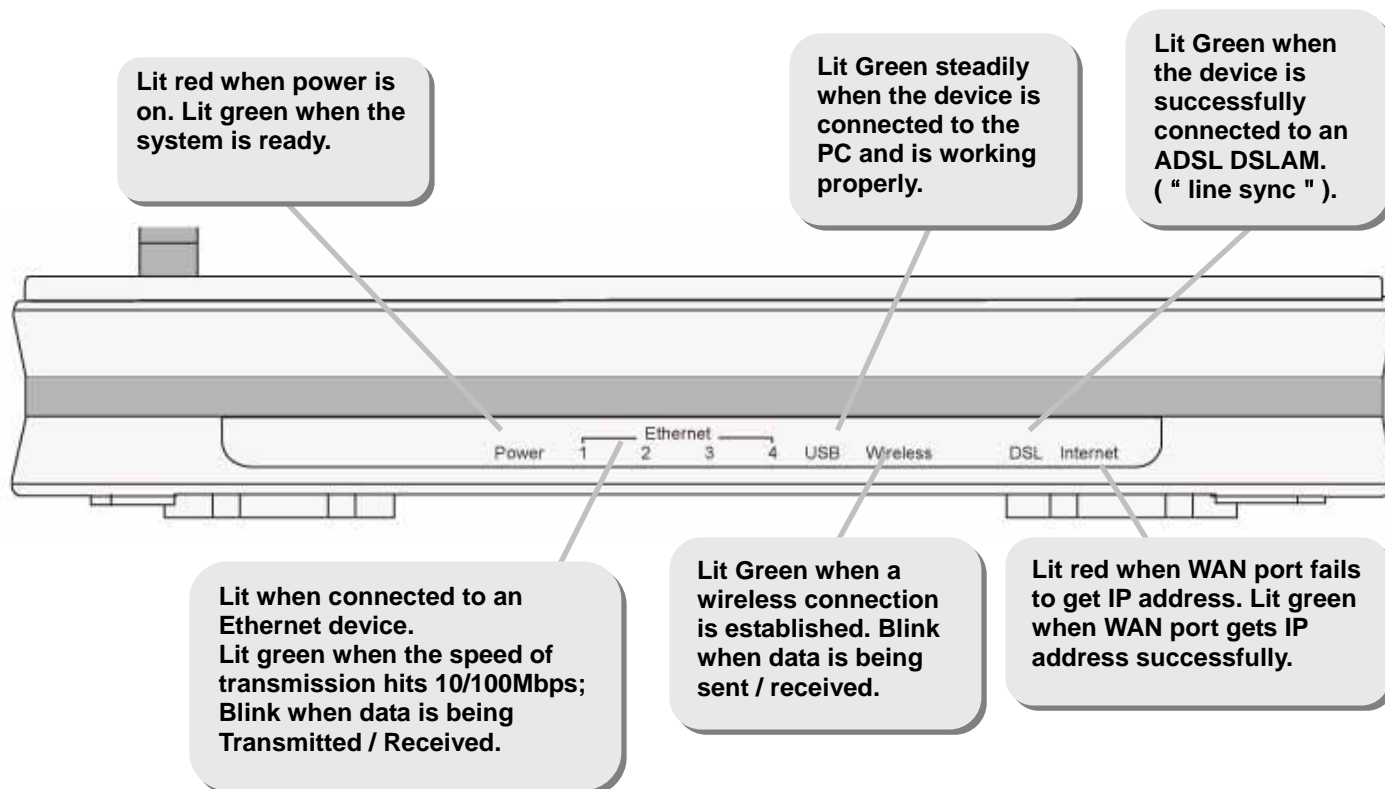 Lit red when power is
on. Lit green when the
system is ready.
Lit Green steadily
when the device is
connected to the
PC and is working
properly.
Lit Green when
the device is
successfully
connected to an
ADSL DSLAM.
( “ line sync " ).
Ethernet
Power 1 2 3 4 USB Wireless DSL Internet
Lit when connected to an
Ethernet device.
Lit green when the speed of
transmission hits 10/100Mbps;
Blink when data is being
Transmitted / Received.
Lit Green when a
wireless connection
is established. Blink
when data is being
sent / received.
Lit red when WAN port fails
to get IP address. Lit green
when WAN port gets IP
address successfully.